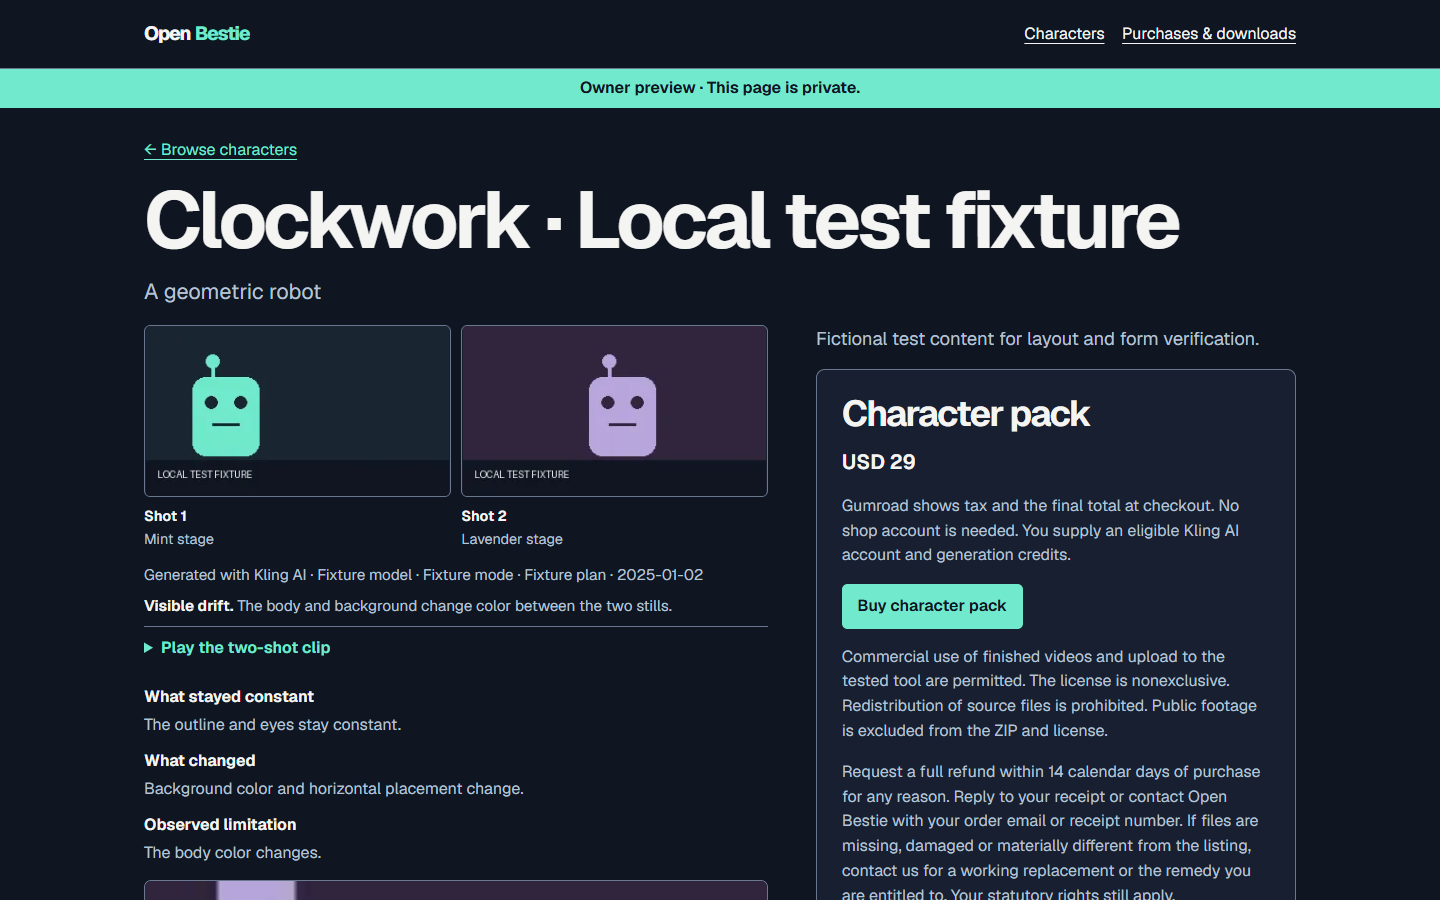 Open Bestie
Characters
Purchases & downloads
Owner preview · This page is private.
← Browse characters
Clockwork · Local test fixture
A geometric robot
LOCAL TEST FIXTURE
LOCAL TEST FIXTURE
Shot 1
Mint stage
Shot 2
Lavender stage
Generated with Kling AI · Fixture model · Fixture mode · Fixture plan · 2025-01-02
Visible drift. The body and background change color between the two stills.
Play the two-shot clip
What stayed constant
The outline and eyes stay constant.
What changed
Background color and horizontal placement change.
Observed limitation
The body color changes.
Fictional test content for layout and form verification.
Character pack
USD 29
Gumroad shows tax and the final total at checkout. No
shop account is needed. You supply an eligible Kling AI
account and generation credits.
Buy character pack
Commercial use of finished videos and upload to the
tested tool are permitted. The license is nonexclusive.
Redistribution of source files is prohibited. Public footage
is excluded from the ZIP and license.
Request a full refund within 14 calendar days of purchase
for any reason. Reply to your receipt or contact Open
Bestie with your order email or receipt number. If files are
missing, damaged or materially different from the listing,
contact us for a working replacement or the remedy you
are entitled to. Your statutory rights still apply.